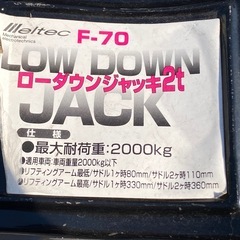 Meltec
Mechanical
Mechatechnics
F-70
LOW DOWN
ローダウンジャッキ2t
JACK
仕様
●最大耐荷重:2000kg
●適用車両:車両重量2000kg以下
●リフティングアーム最低/サドル1ヶ時80mm/サドル2ヶ時110mm
●リフティングアーム最高/サドル1ヶ時330mm/サドル2ヶ時360mm